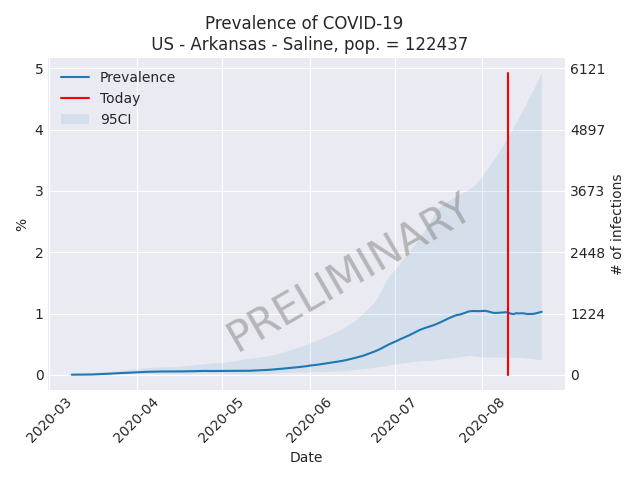 Prevalence of COVID-19
US - Arkansas - Saline, pop. = 122437
Prevalence
Today
95CI
PRELIMINARY
%
5
4
3
2
1
0
6121
4897
3673
2448
1224
0
# of infections
2020-03
2020-04
2020-05
2020-06
2020-07
2020-08
Date